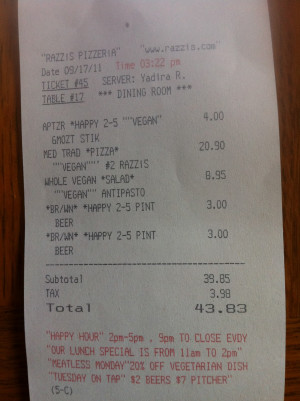 "RAZZIS PIZZERIA" "www.razzis.com"
Date 09/17/11 Time 03:22 pm
TICKET #45 SERVER: Yadira R.
TABLE #17 *** DINING ROOM ***
APTZR *HAPPY 2-5 ""VEGAN" 4.00
GMOZT STIK
MED TRAD *PIZZA* 20.90
""VEGAN""" #2 RAZZIS
WHOLE VEGAN *SALAD* 8.95
""VEGAN"" ANTIPASTO
*BR/WN* *HAPPY 2-5 PINT 3.00
BEER
*BR/WN* *HAPPY 2-5 PINT 3.00
BEER
Subtotal 39.85
TAX 3.98
Total 43.83
"HAPPY HOUR" 2pm-5pm , 9pm TO CLOSE EVDY
"OUR LUNCH SPECIAL IS FROM 11am TO 2pm"
"MEATLESS MONDAY"20% OFF VEGETARIAN DISH
"TUESDAY ON TAP" $2 BEERS $7 PITCHER"
(5-C)